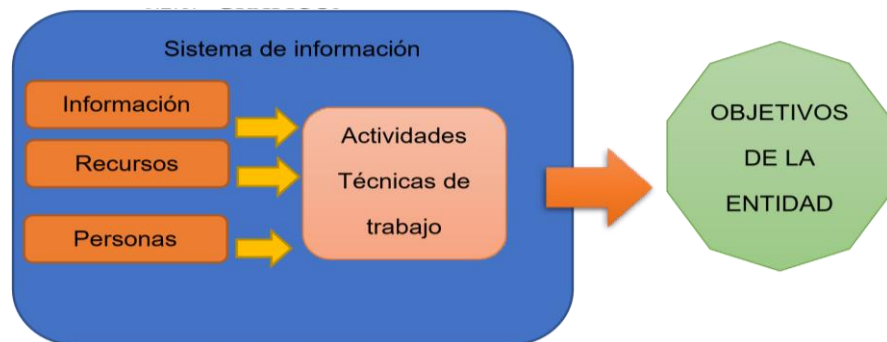 Sistema de información
Información
Recursos
Personas
Actividades
Técnicas de
trabajo
OBJETIVOS
DE LA
ENTIDAD